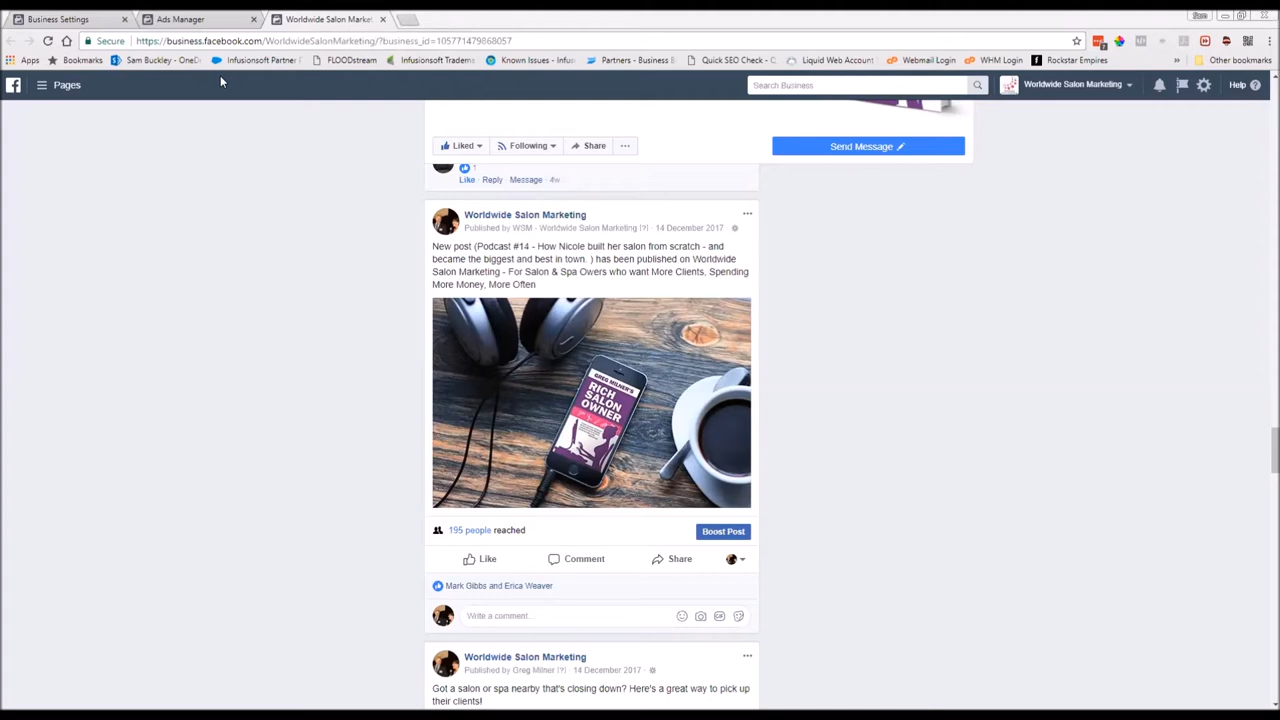 Business Settings
Ads Manager
Worldwide Salon Market
Sam
Secure
https://business.facebook.com/WorldwideSalonMarketing/?business_id=105771479868057
Apps
Bookmarks
Sam Buckley - OneD
Infusionsoft Partner P
FLOODstream
Infusionsoft Tradem
Known Issues - Infus
Partners - Business B
Quick SEO Check - C
Liquid Web Account
Webmail Login
WHM Login
Rockstar Empires
»
Other bookmarks
Pages
Search Business
Worldwide Salon Marketing
Help
Liked
Following
Share
Send Message
1
Like · Reply Message · 4w
Worldwide Salon Marketing
Published by WSM - Worldwide Salon Marketing [?] · 14 December 2017 ·
New post (Podcast #14 - How Nicole built her salon from scratch - and
became the biggest and best in town. ) has been published on Worldwide
Salon Marketing - For Salon & Spa Owers who want More Clients, Spending
More Money, More Often
GREG MILNER'S
RICH
SALON
OWNER
195 people reached
Boost Post
Like
Comment
Share
Mark Gibbs and Erica Weaver
Write a comment...
GIF
Worldwide Salon Marketing
Published by Greg Milner [?] · 14 December 2017 ·
Got a salon or spa nearby that's closing down? Here's a great way to pick up
their clients!